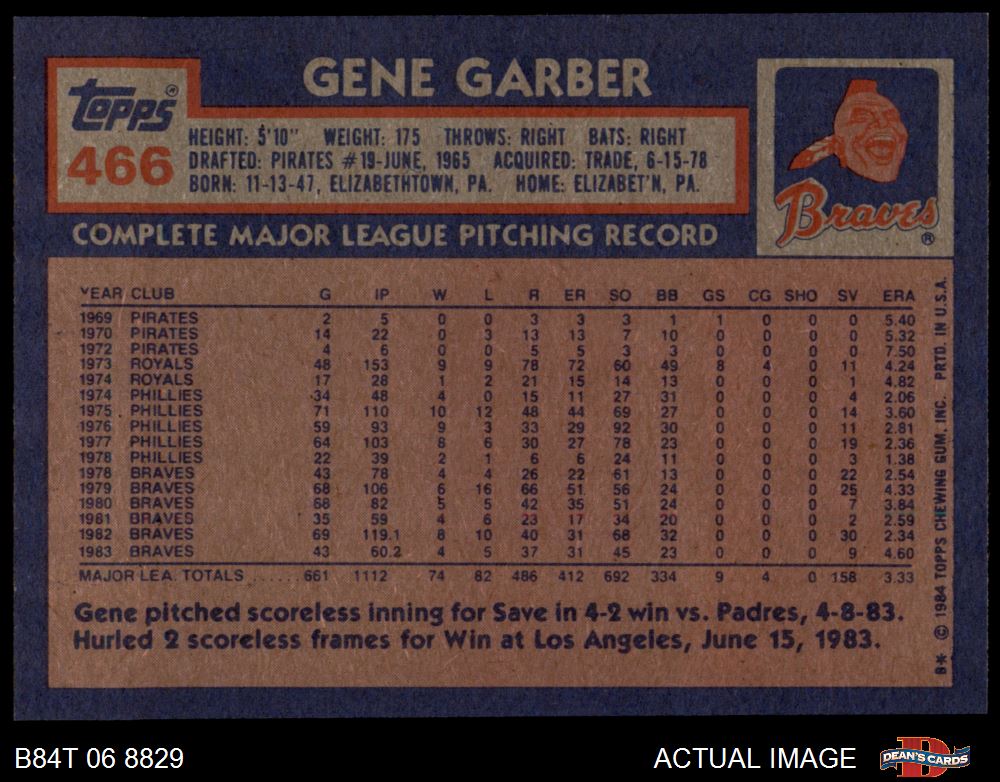 GENE GARBER
topps®
466
HEIGHT: 5'10" WEIGHT: 175 THROWS: RIGHT BATS: RIGHT
DRAFTED: PIRATES #19-JUNE, 1965 ACQUIRED: TRADE, 6-15-78
BORN: 11-13-47, ELIZABETHTOWN, PA. HOME: ELIZABET'N, PA.
Braves®
COMPLETE MAJOR LEAGUE PITCHING RECORD
YEAR CLUB G IP W L R ER SO BB GS CG SHO SV ERA
1969 PIRATES 2 5 0 0 3 3 3 1 1 0 0 0 5.40
1970 PIRATES 14 22 0 3 13 13 7 10 0 0 0 0 5.32
1972 PIRATES 4 6 0 0 5 5 3 3 0 0 0 0 7.50
1973 ROYALS 48 153 9 9 78 72 60 49 8 4 0 11 4.24
1974 ROYALS 17 28 1 2 21 15 14 13 0 0 0 1 4.82
1974 PHILLIES 34 48 4 0 15 11 27 31 0 0 0 4 2.06
1975 PHILLIES 71 110 10 12 48 44 69 27 0 0 0 14 3.60
1976 PHILLIES 59 93 9 3 33 29 92 30 0 0 0 11 2.81
1977 PHILLIES 64 103 8 6 30 27 78 23 0 0 0 19 2.36
1978 PHILLIES 22 39 2 1 6 6 24 11 0 0 0 3 1.38
1978 BRAVES 43 78 4 4 26 22 61 13 0 0 0 22 2.54
1979 BRAVES 68 106 6 16 66 51 56 24 0 0 0 25 4.33
1980 BRAVES 68 82 5 5 42 35 51 24 0 0 0 7 3.84
1981 BRAVES 35 59 4 6 23 17 34 20 0 0 0 2 2.59
1982 BRAVES 69 119.1 8 10 40 31 68 32 0 0 0 30 2.34
1983 BRAVES 43 60.2 4 5 37 31 45 23 0 0 0 9 4.60
MAJOR LEA. TOTALS ...... 661 1112 74 82 486 412 692 334 9 4 0 158 3.33
Gene pitched scoreless inning for Save in 4-2 win vs. Padres, 4-8-83.
Hurled 2 scoreless frames for Win at Los Angeles, June 15, 1983.
B* © 1984 TOPPS CHEWING GUM, INC. PRTD. IN U.S.A.
B84T 06 8829
ACTUAL IMAGE
DEAN'S CARDS